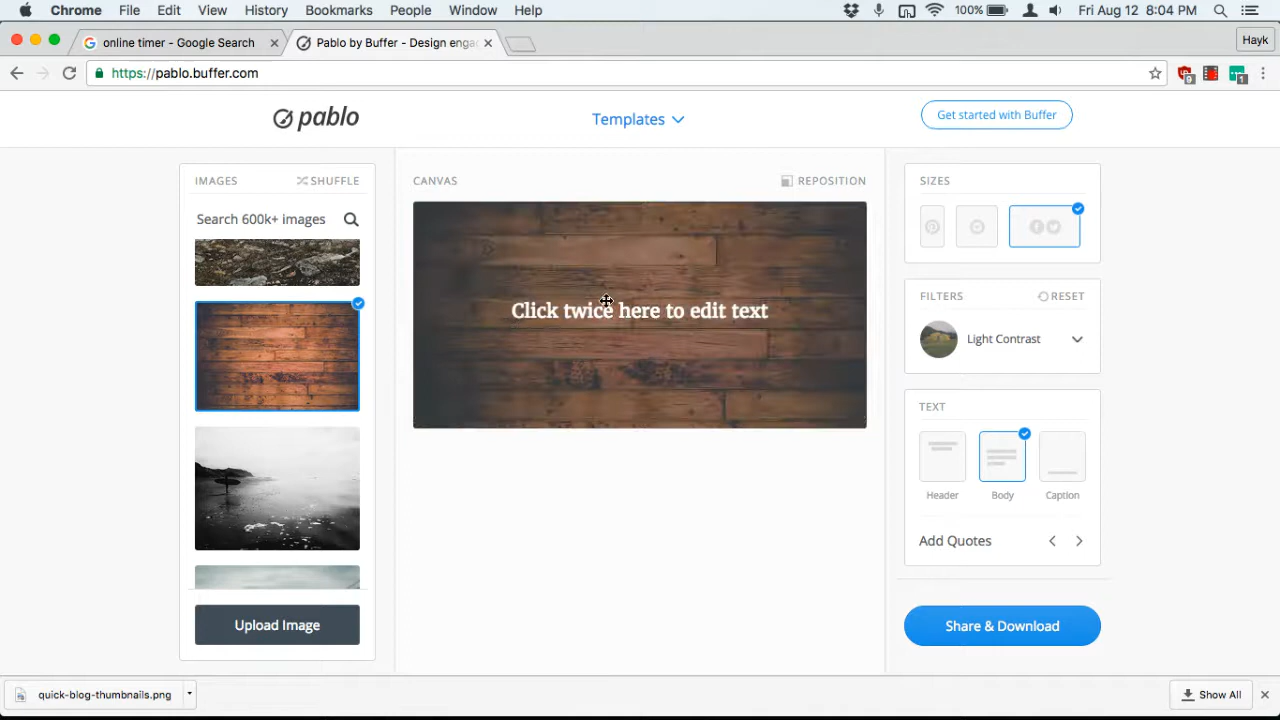 Chrome File Edit View History Bookmarks People Window Help 100% Fri Aug 12 8:04 PM
online timer - Google Search Pablo by Buffer - Design enga Hayk
https://pablo.buffer.com 9 1
pablo Templates Get started with Buffer
IMAGES SHUFFLE CANVAS REPOSITION SIZES
Search 600k+ images
Click twice here to edit text
FILTERS RESET
Light Contrast
TEXT
Header Body Caption
Add Quotes
Upload Image Share & Download
quick-blog-thumbnails.png Show All